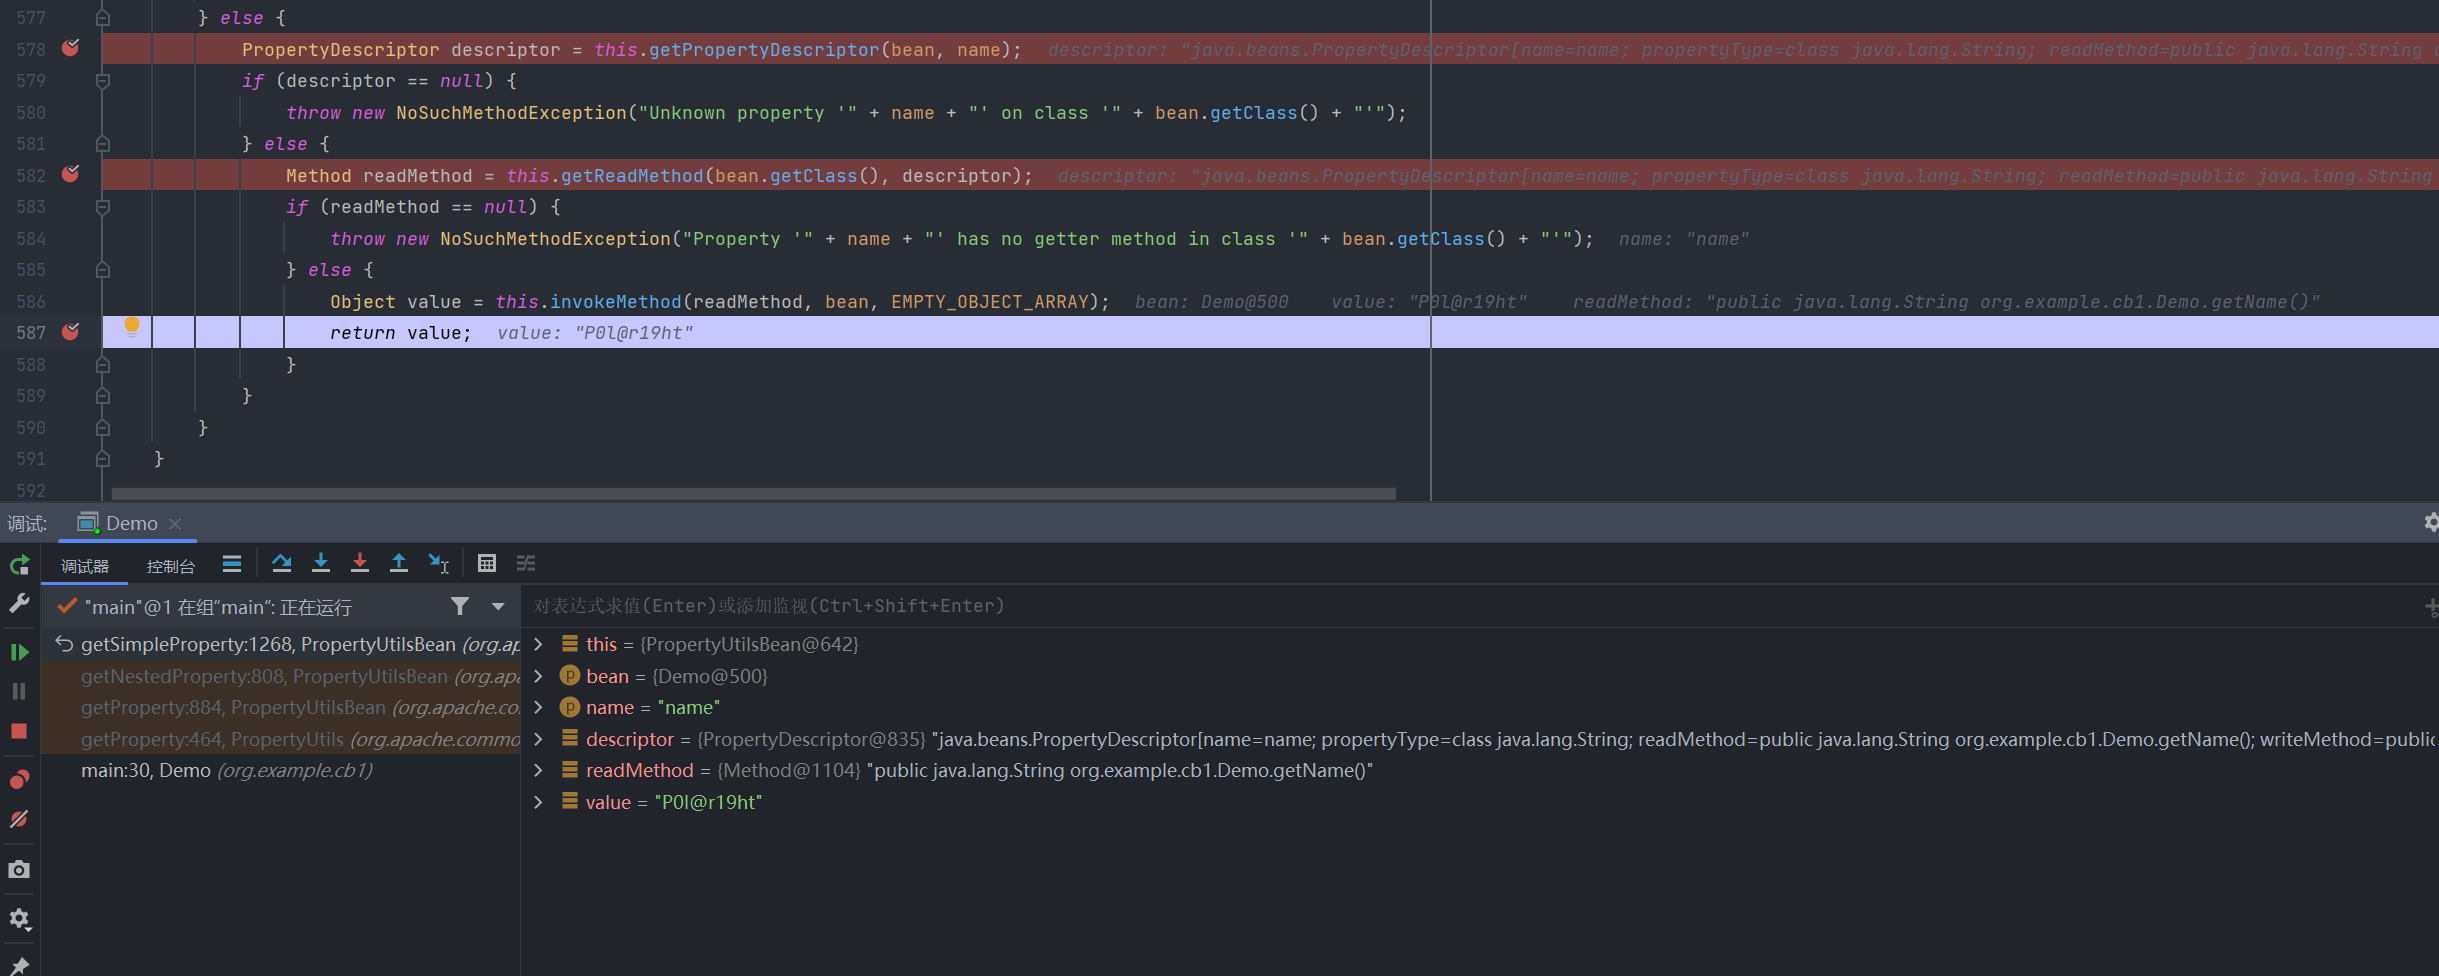 577 } else {
578 PropertyDescriptor descriptor = this.getPropertyDescriptor(bean, name); descriptor: "java.beans.PropertyDescriptor[name=name; propertyType=class java.lang.String; readMethod=public java.lang.String
579 if (descriptor == null) {
580 throw new NoSuchMethodException("Unknown property '" + name + "' on class '" + bean.getClass() + "'");
581 } else {
582 Method readMethod = this.getReadMethod(bean.getClass(), descriptor); descriptor: "java.beans.PropertyDescriptor[name=name; propertyType=class java.lang.String; readMethod=public java.lang.String
583 if (readMethod == null) {
584 throw new NoSuchMethodException("Property '" + name + "' has no getter method in class '" + bean.getClass() + "'"); name: "name"
585 } else {
586 Object value = this.invokeMethod(readMethod, bean, EMPTY_OBJECT_ARRAY); bean: Demo@500 value: "P0l@r19ht" readMethod: "public java.lang.String org.example.cb1.Demo.getName()"
587 return value; value: "P0l@r19ht"
588 }
589 }
590 }
591 }
592
调试: Demo
调试器 控制台
"main"@1 在组“main”: 正在运行
对表达式求值(Enter)或添加监视(Ctrl+Shift+Enter)
getSimpleProperty:1268, PropertyUtilsBean (org.ap
getNestedProperty:808, PropertyUtilsBean (org.apa
getProperty:884, PropertyUtilsBean (org.apache.co
getProperty:464, PropertyUtils (org.apache.commo
main:30, Demo (org.example.cb1)
this = {PropertyUtilsBean@642}
p bean = {Demo@500}
p name = "name"
descriptor = {PropertyDescriptor@835} "java.beans.PropertyDescriptor[name=name; propertyType=class java.lang.String; readMethod=public java.lang.String org.example.cb1.Demo.getName(); writeMethod=public
readMethod = {Method@1104} "public java.lang.String org.example.cb1.Demo.getName()"
value = "P0l@r19ht"